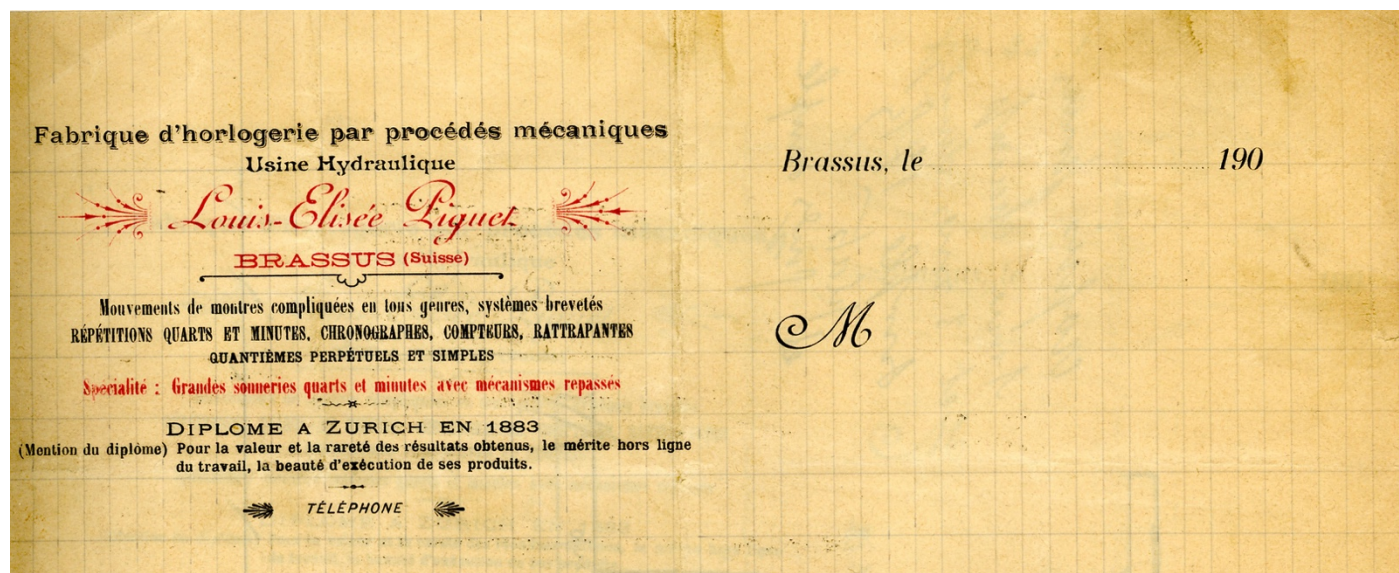 Fabrique d'horlogerie par procédés mécaniques
Usine Hydraulique
Louis-Elisée Piguet
BRASSUS (Suisse)
Mouvements de montres compliquées en tous genres, systèmes brevetés
RÉPÉTITIONS QUARTS ET MINUTES, CHRONOGRAPHES, COMPTEURS, RATTRAPANTES
QUANTIÈMES PERPÉTUELS ET SIMPLES
Spécialité : Grandes sonneries quarts et minutes avec mécanismes repassés
DIPLOME A ZURICH EN 1883
(Mention du diplôme) Pour la valeur et la rareté des résultats obtenus, le mérite hors ligne
du travail, la beauté d'exécution de ses produits.
TÉLÉPHONE
Brassus, le 190
M